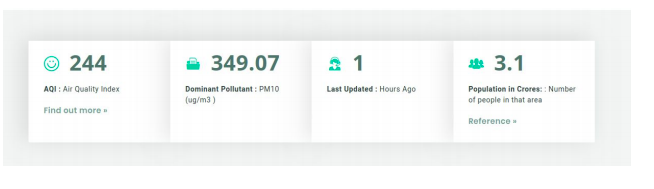 244
AQI : Air Quality Index
Find out more »
349.07
Dominant Pollutant : PM10
(ug/m3 )
1
Last Updated : Hours Ago
3.1
Population in Crores: : Number
of people in that area
Reference »